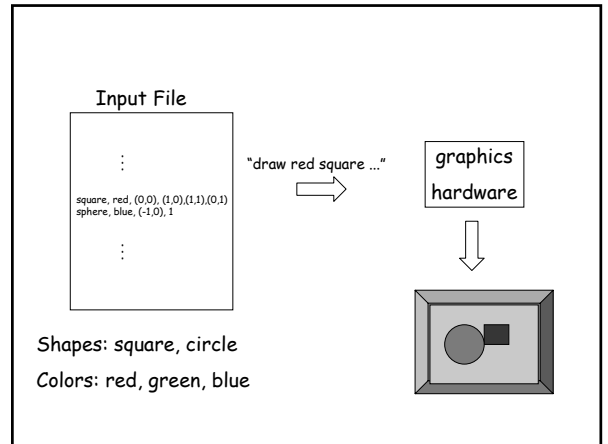 Input File
⋮
square, red, (0,0), (1,0),(1,1),(0,1)
sphere, blue, (-1,0), 1
⋮
"draw red square ..."
graphics
hardware
Shapes: square, circle
Colors: red, green, blue